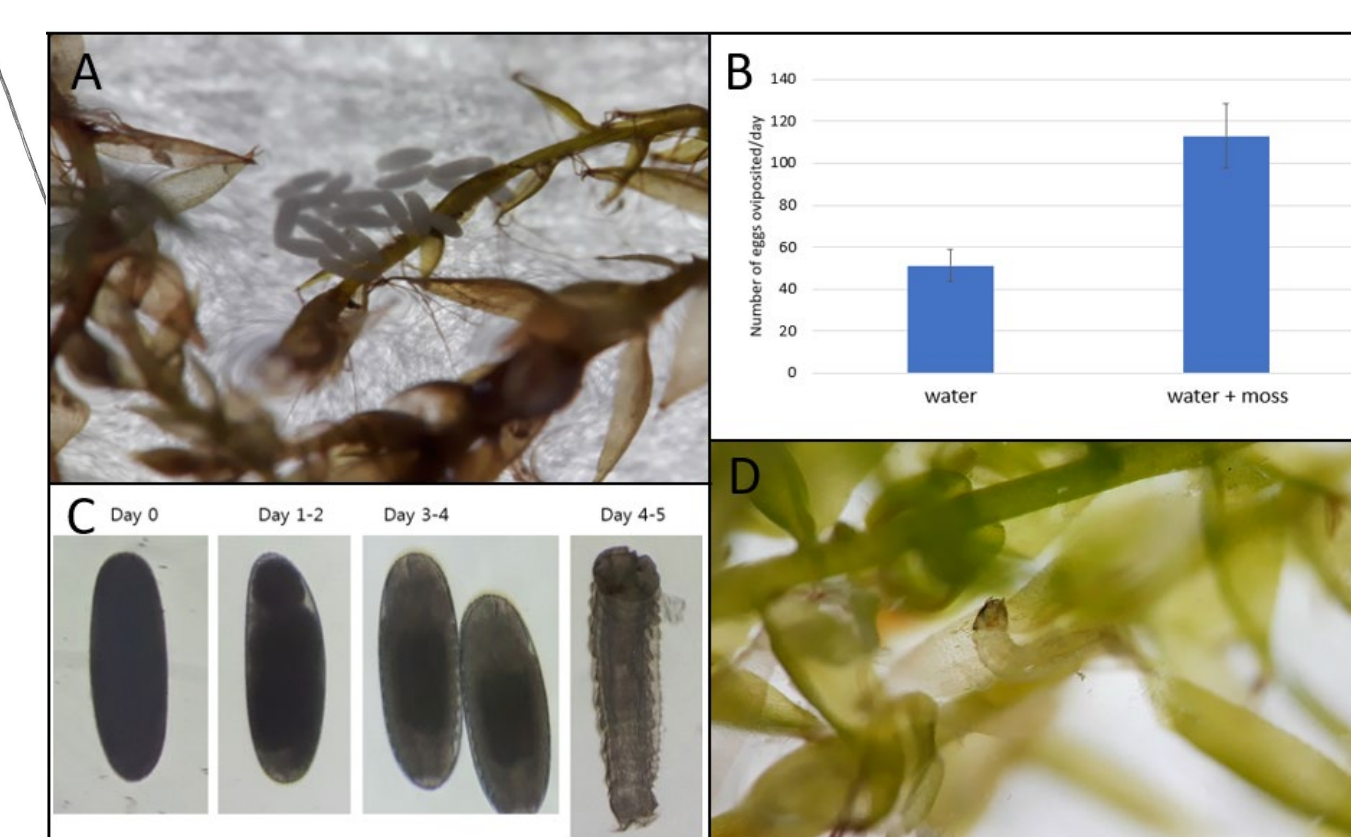 A
B
140
120
100
80
60
40
20
0
Number of eggs oviposited/day
water
water + moss
C
Day 0
Day 1-2
Day 3-4
Day 4-5
D